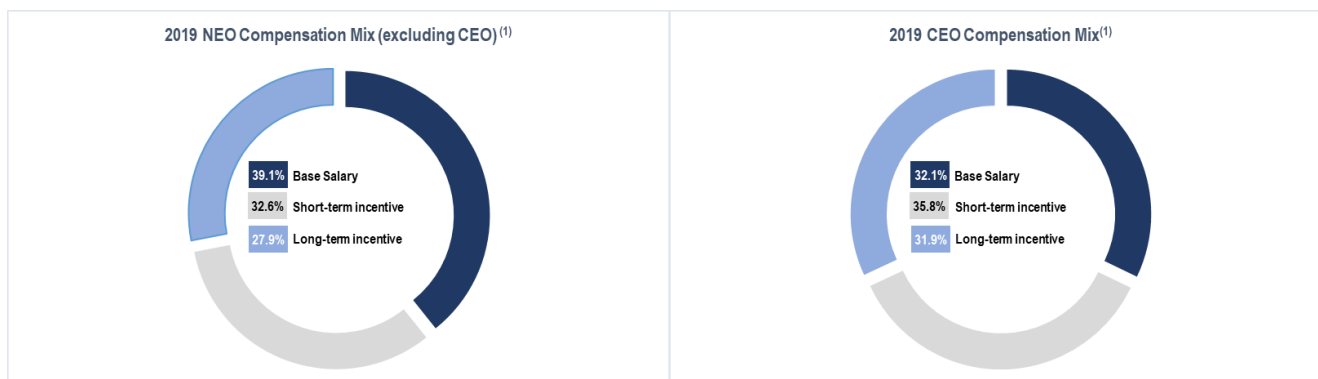 2019 NEO Compensation Mix (excluding CEO) (1)
39.1% Base Salary
32.6% Short-term incentive
27.9% Long-term incentive
2019 CEO Compensation Mix(1)
32.1% Base Salary
35.8% Short-term incentive
31.9% Long-term incentive